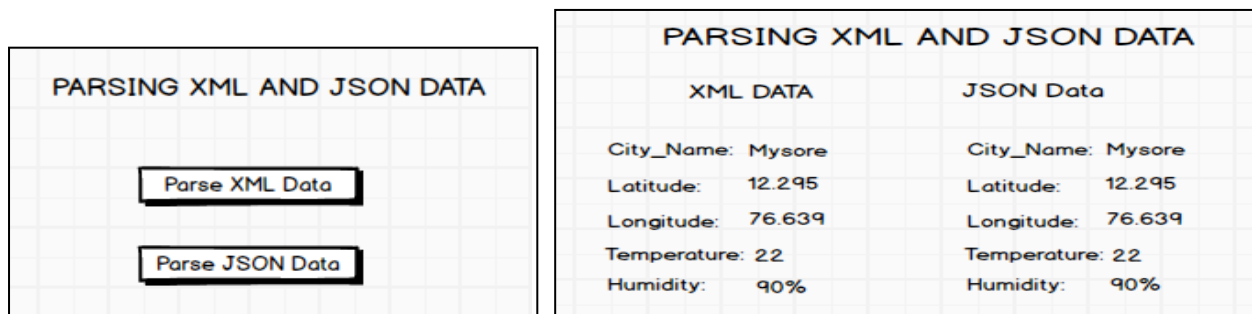 PARSING XML AND JSON DATA
Parse XML Data
Parse JSON Data
PARSING XML AND JSON DATA
XML DATA
City_Name: Mysore
Latitude: 12.295
Longitude: 76.639
Temperature: 22
Humidity: 90%
JSON Data
City_Name: Mysore
Latitude: 12.295
Longitude: 76.639
Temperature: 22
Humidity: 90%